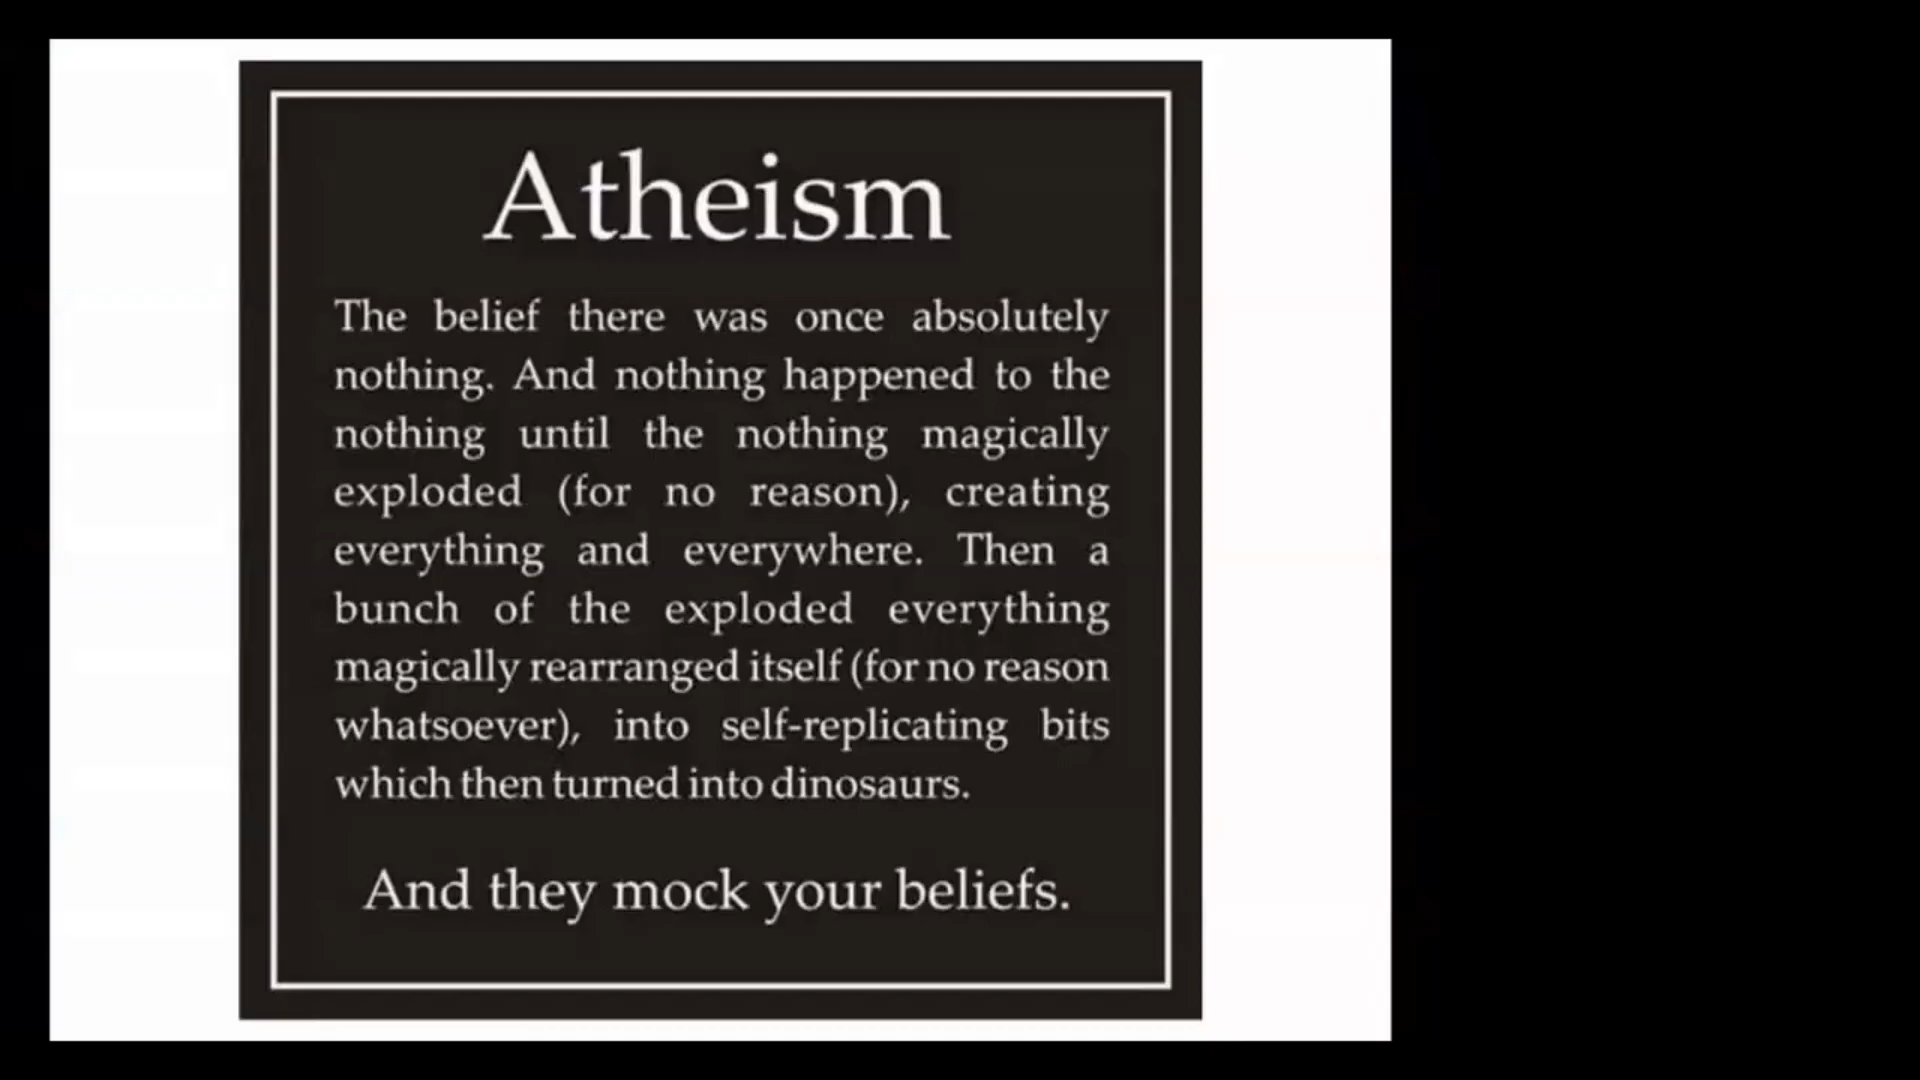 Atheism
The belief there was once absolutely
nothing. And nothing happened to the
nothing until the nothing magically
exploded (for no reason), creating
everything and everywhere. Then a
bunch of the exploded everything
magically rearranged itself (for no reason
whatsoever), into self-replicating bits
which then turned into dinosaurs.
And they mock your beliefs.